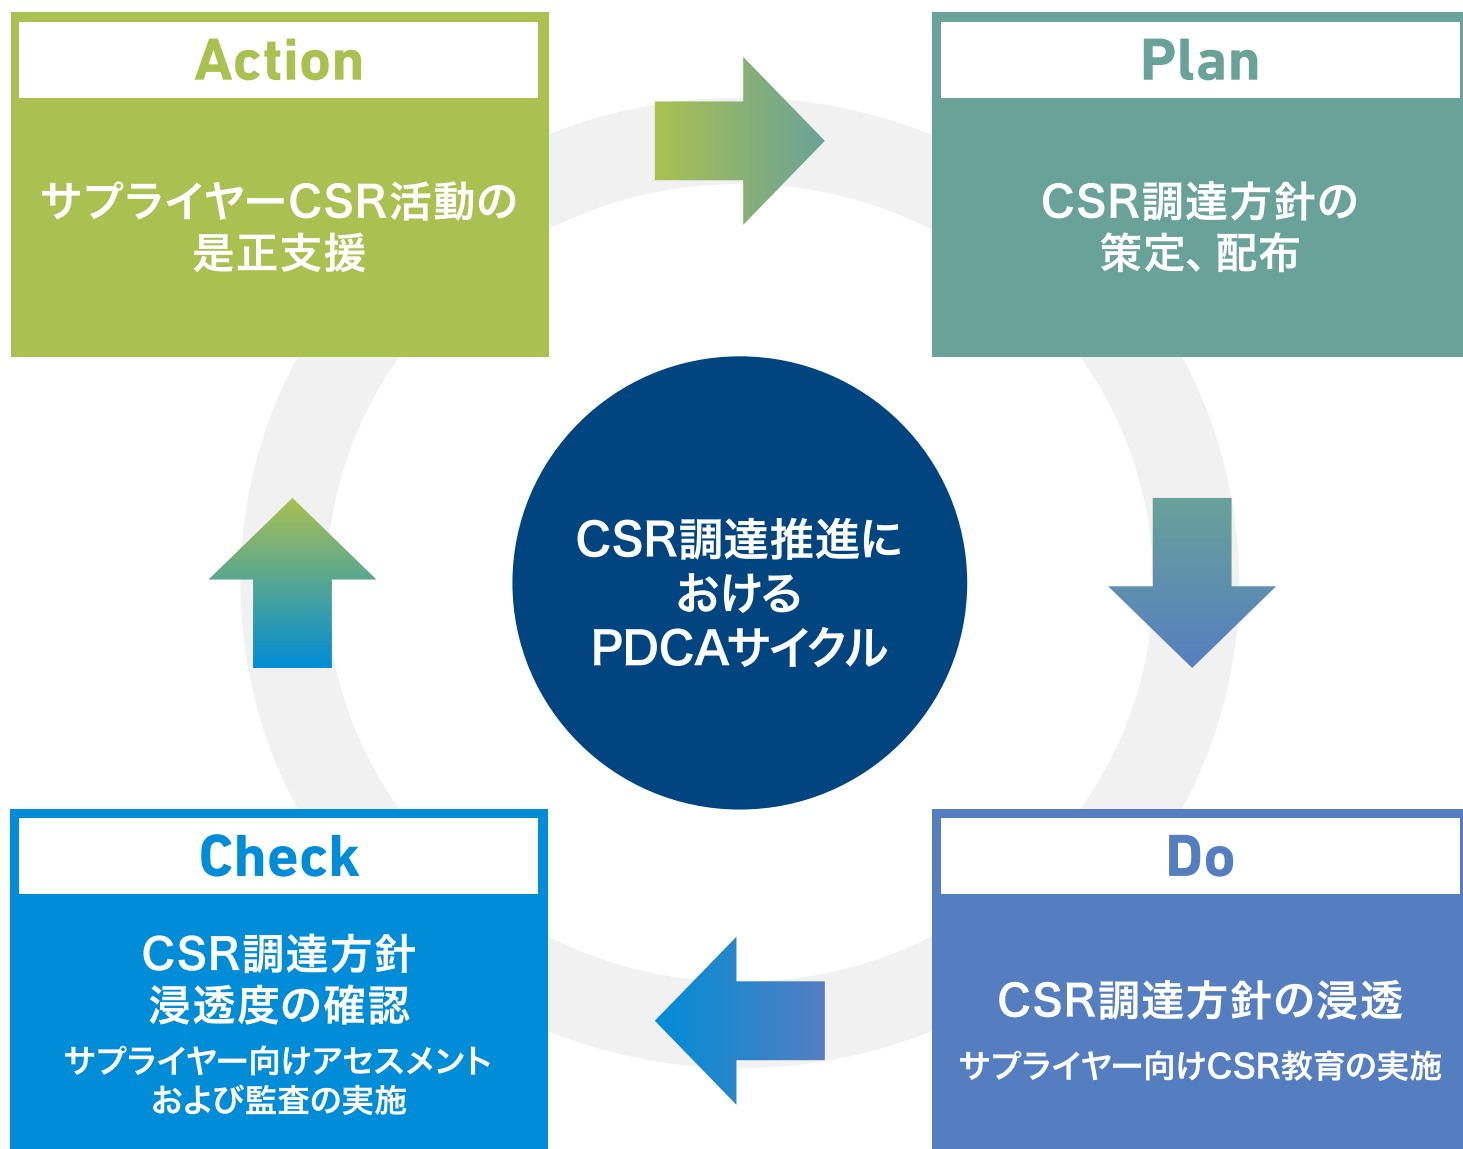 Action
サプライヤーCSR活動の
是正支援
Plan
CSR調達方針の
策定、配布
CSR調達推進に
おける
PDCAサイクル
Check
CSR調達方針
浸透度の確認
サプライヤー向けアセスメント
および監査の実施
Do
CSR調達方針の浸透
サプライヤー向けCSR教育の実施